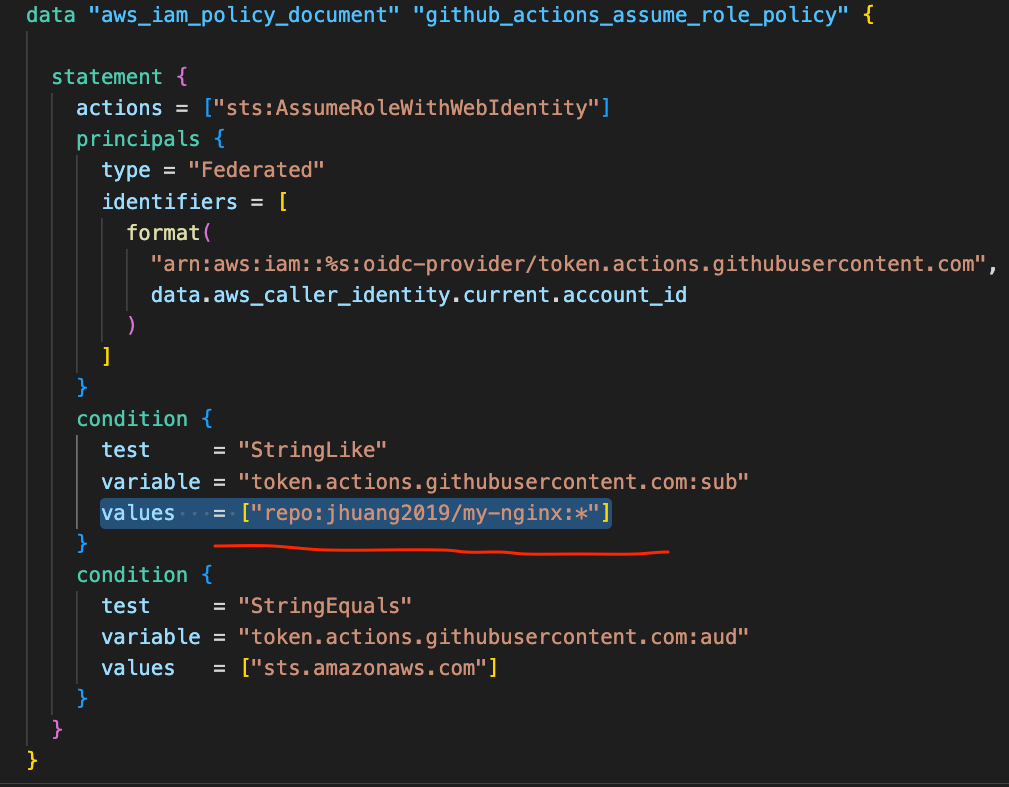 data "aws_iam_policy_document" "github_actions_assume_role_policy" {
statement {
actions = ["sts:AssumeRoleWithWebIdentity"]
principals {
type = "Federated"
identifiers = [
format(
"arn:aws:iam::%s:oidc-provider/token.actions.githubusercontent.com",
data.aws_caller_identity.current.account_id
)
]
}
condition {
test     = "StringLike"
variable = "token.actions.githubusercontent.com:sub"
values   = ["repo:jhuang2019/my-nginx:*"]
}
condition {
test     = "StringEquals"
variable = "token.actions.githubusercontent.com:aud"
values   = ["sts.amazonaws.com"]
}
}
}